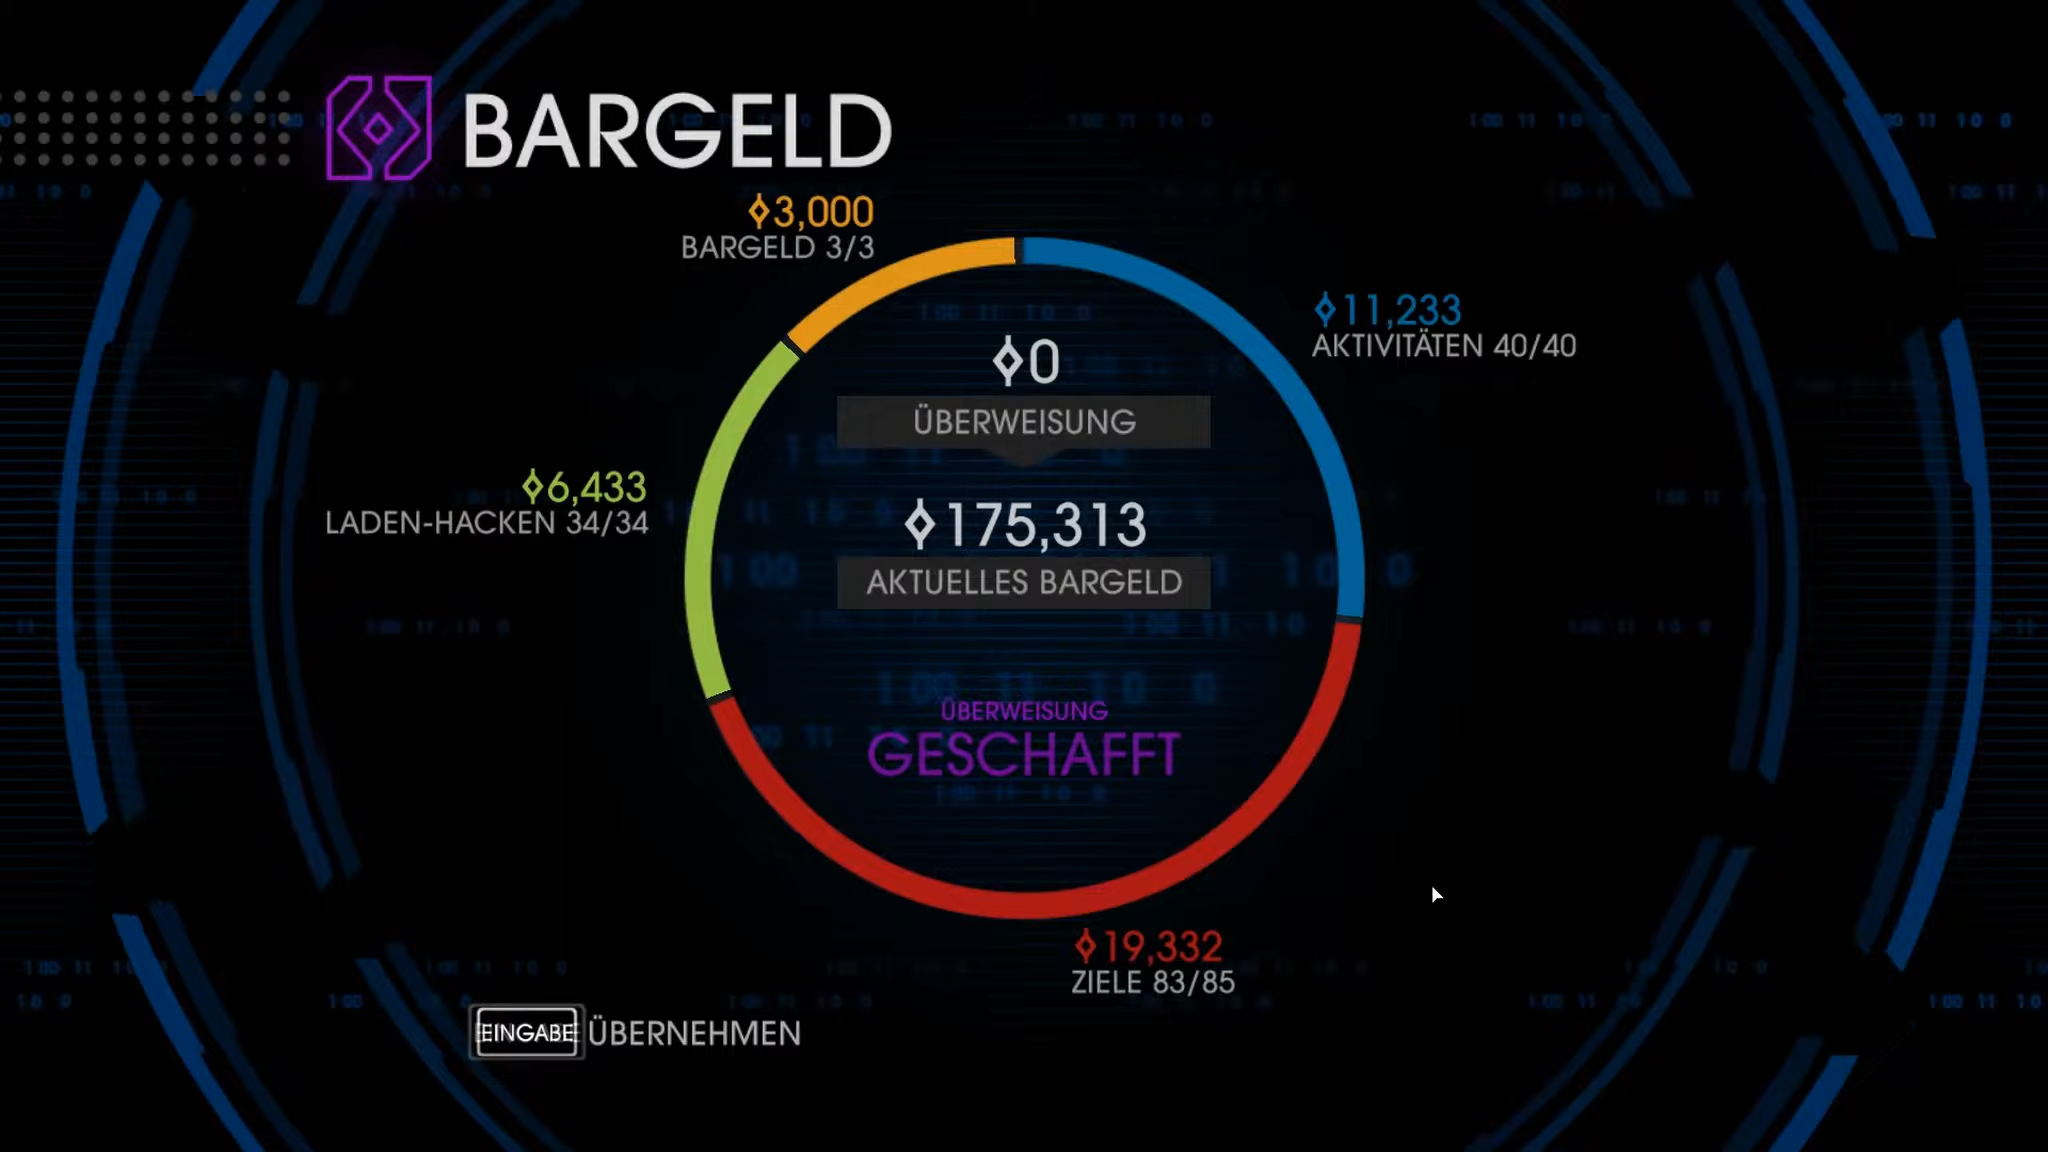 BARGELD
3,000
BARGELD 3/3
11,233
AKTIVITÄTEN 40/40
0
ÜBERWEISUNG
6,433
LADEN-HACKEN 34/34
175,313
AKTUELLES BARGELD
ÜBERWEISUNG
GESCHAFFT
19,332
ZIELE 83/85
EINGABE ÜBERNEHMEN